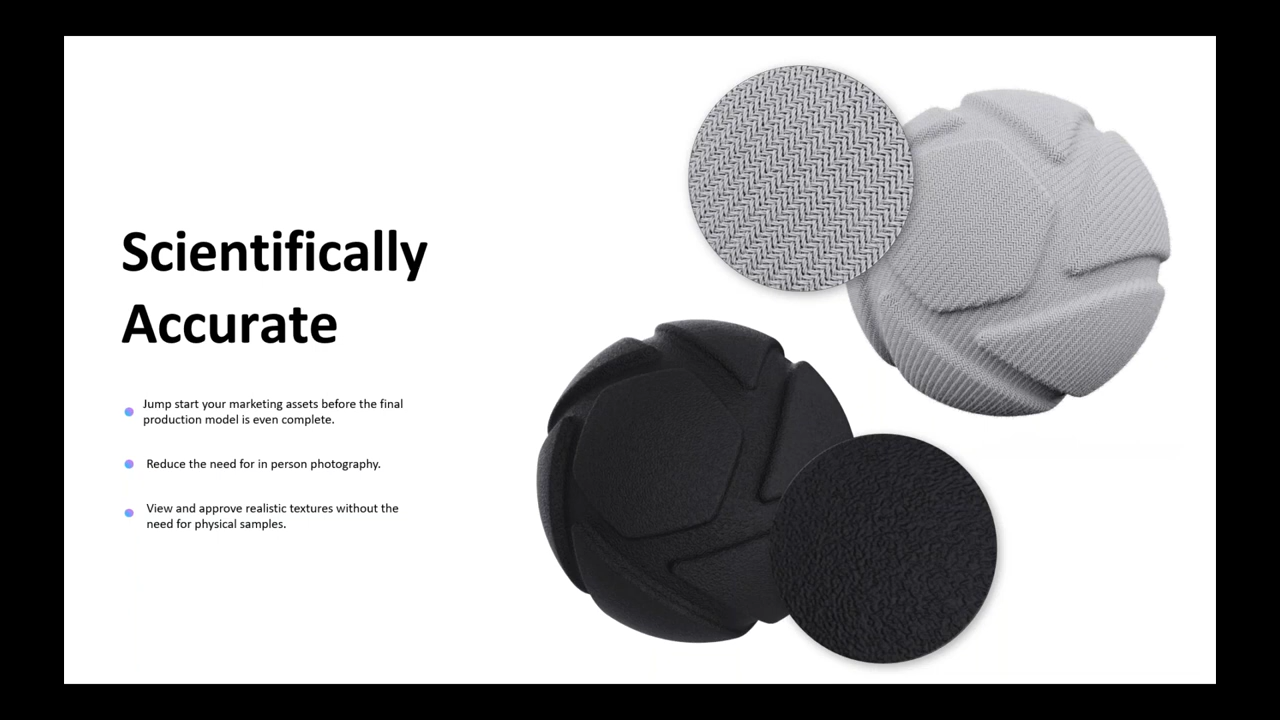 Scientifically
Accurate
Jump start your marketing assets before the final
production model is even complete.
Reduce the need for in person photography.
View and approve realistic textures without the
need for physical samples.